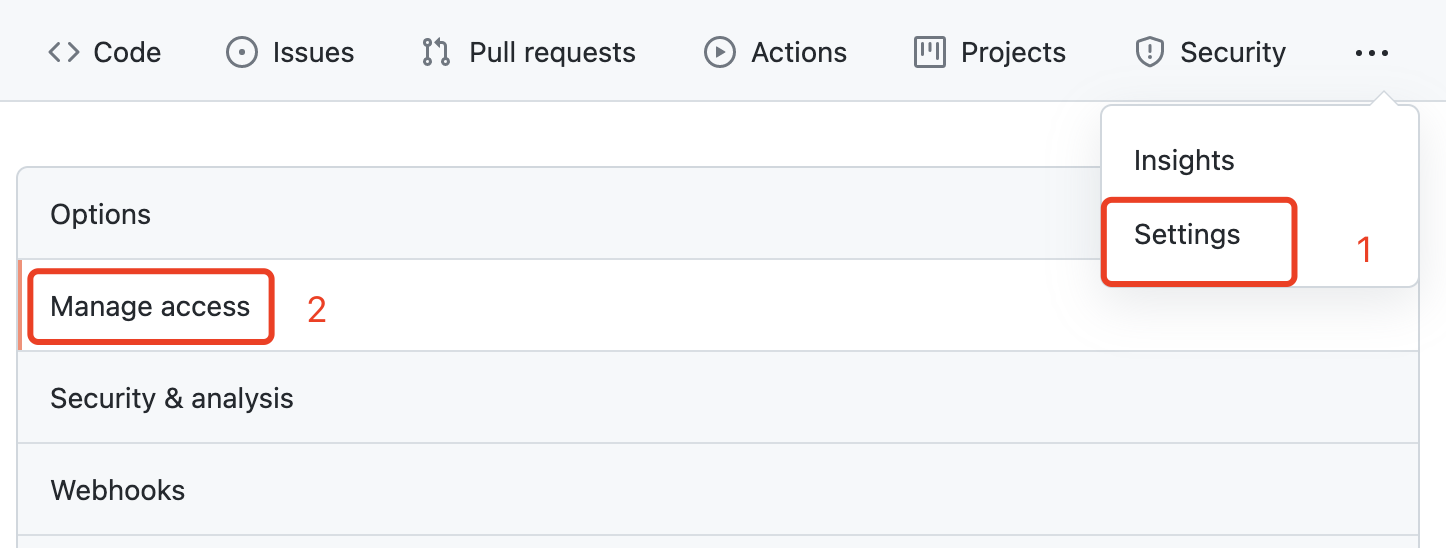 Code Issues Pull requests Actions Projects Security ...
Insights
Options
Settings 1
Manage access 2
Security & analysis
Webhooks